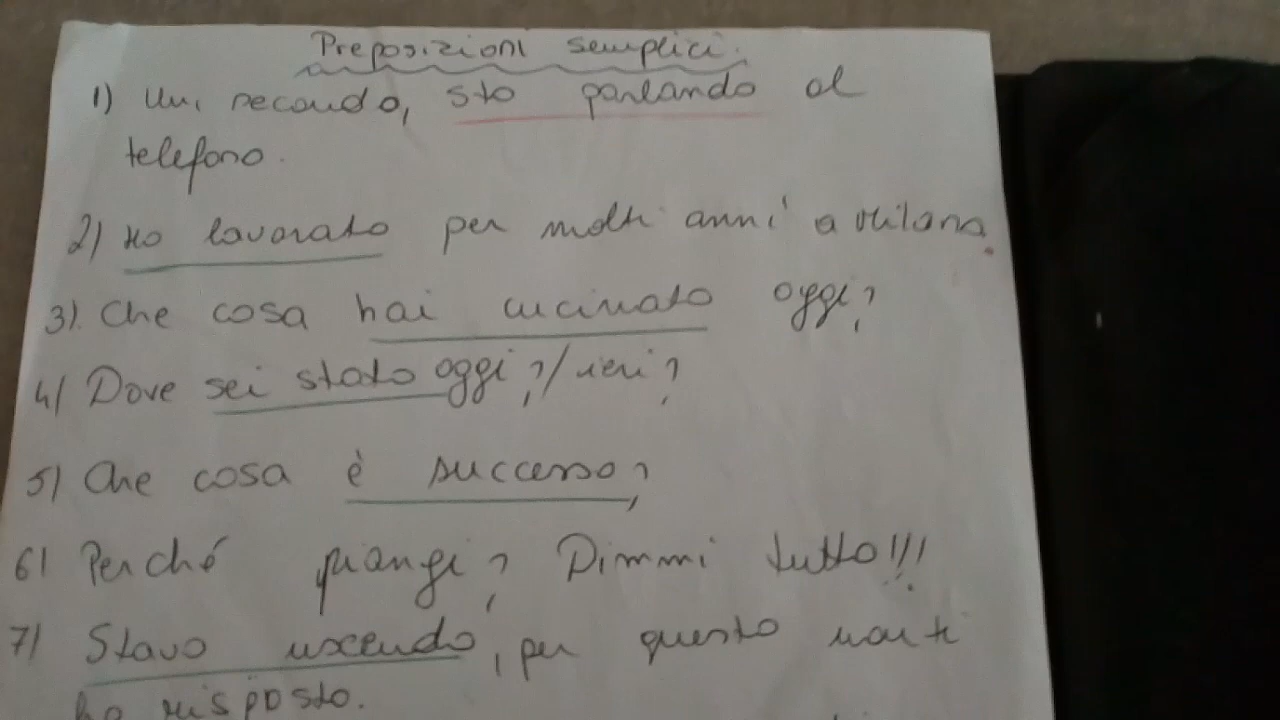 Preposizioni semplici.
1) Un secondo, sto parlando al
telefono.
2) Ho lavorato per molti anni a Milano.
3). Che cosa hai cucinato oggi?
4) Dove sei stato oggi?/ieri?
5) Che cosa è successo?
6) Perché piangi? Dimmi tutto!!!
7) Stavo uscendo, per questo non ti
ho risposto.